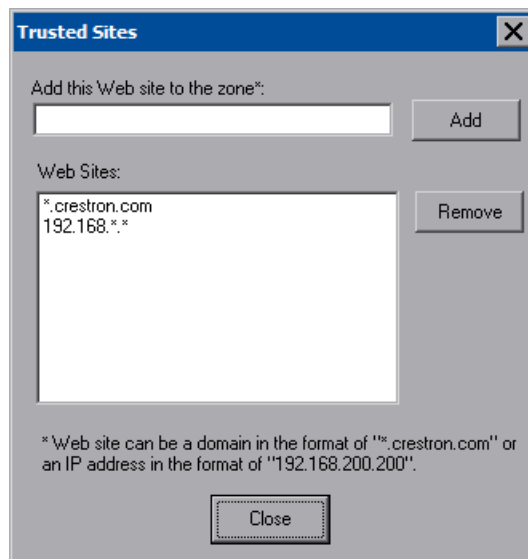 Trusted Sites
Add this Web site to the zone*:
Add
Web Sites:
*.crestron.com
192.168.*.*
Remove
* Web site can be a domain in the format of "*.crestron.com" or
an IP address in the format of "192.168.200.200".
Close